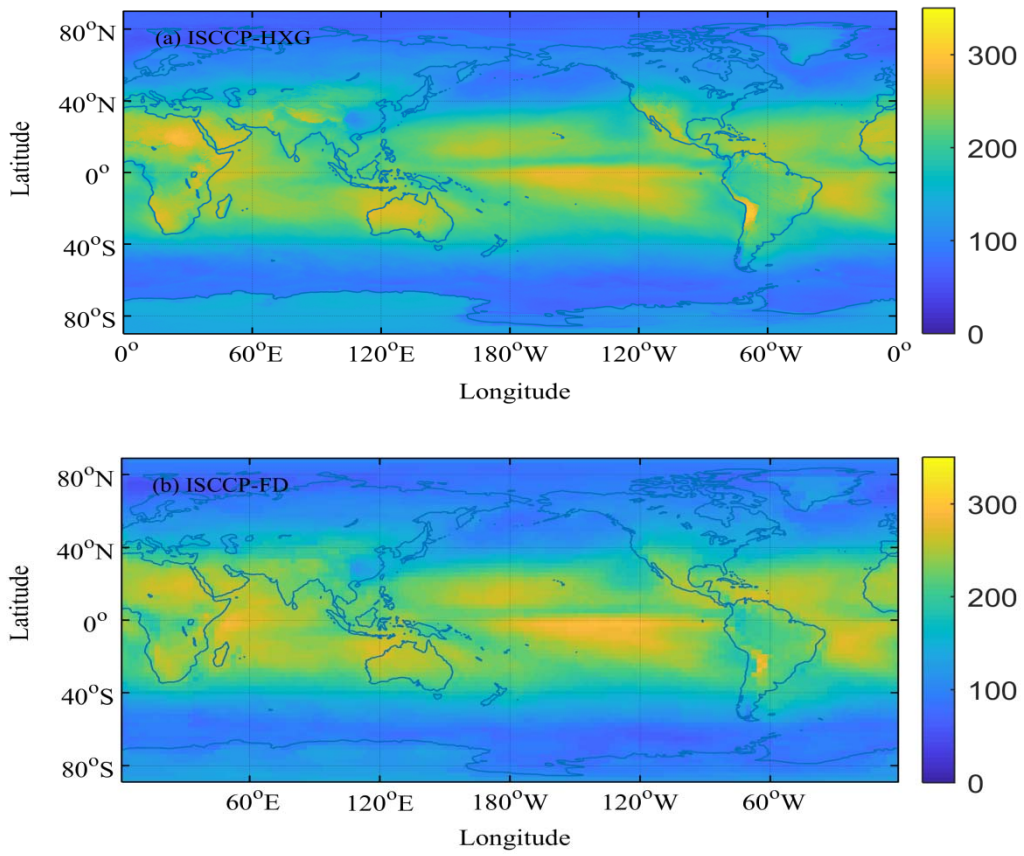 (a) ISCCP-HXG
80°N
40°N
0°
40°S
80°S
Latitude
0° 60°E 120°E 180°W 120°W 60°W 0°
Longitude
300
200
100
0
(b) ISCCP-FD
80°N
40°N
0°
40°S
80°S
Latitude
60°E 120°E 180°W 120°W 60°W
Longitude
300
200
100
0